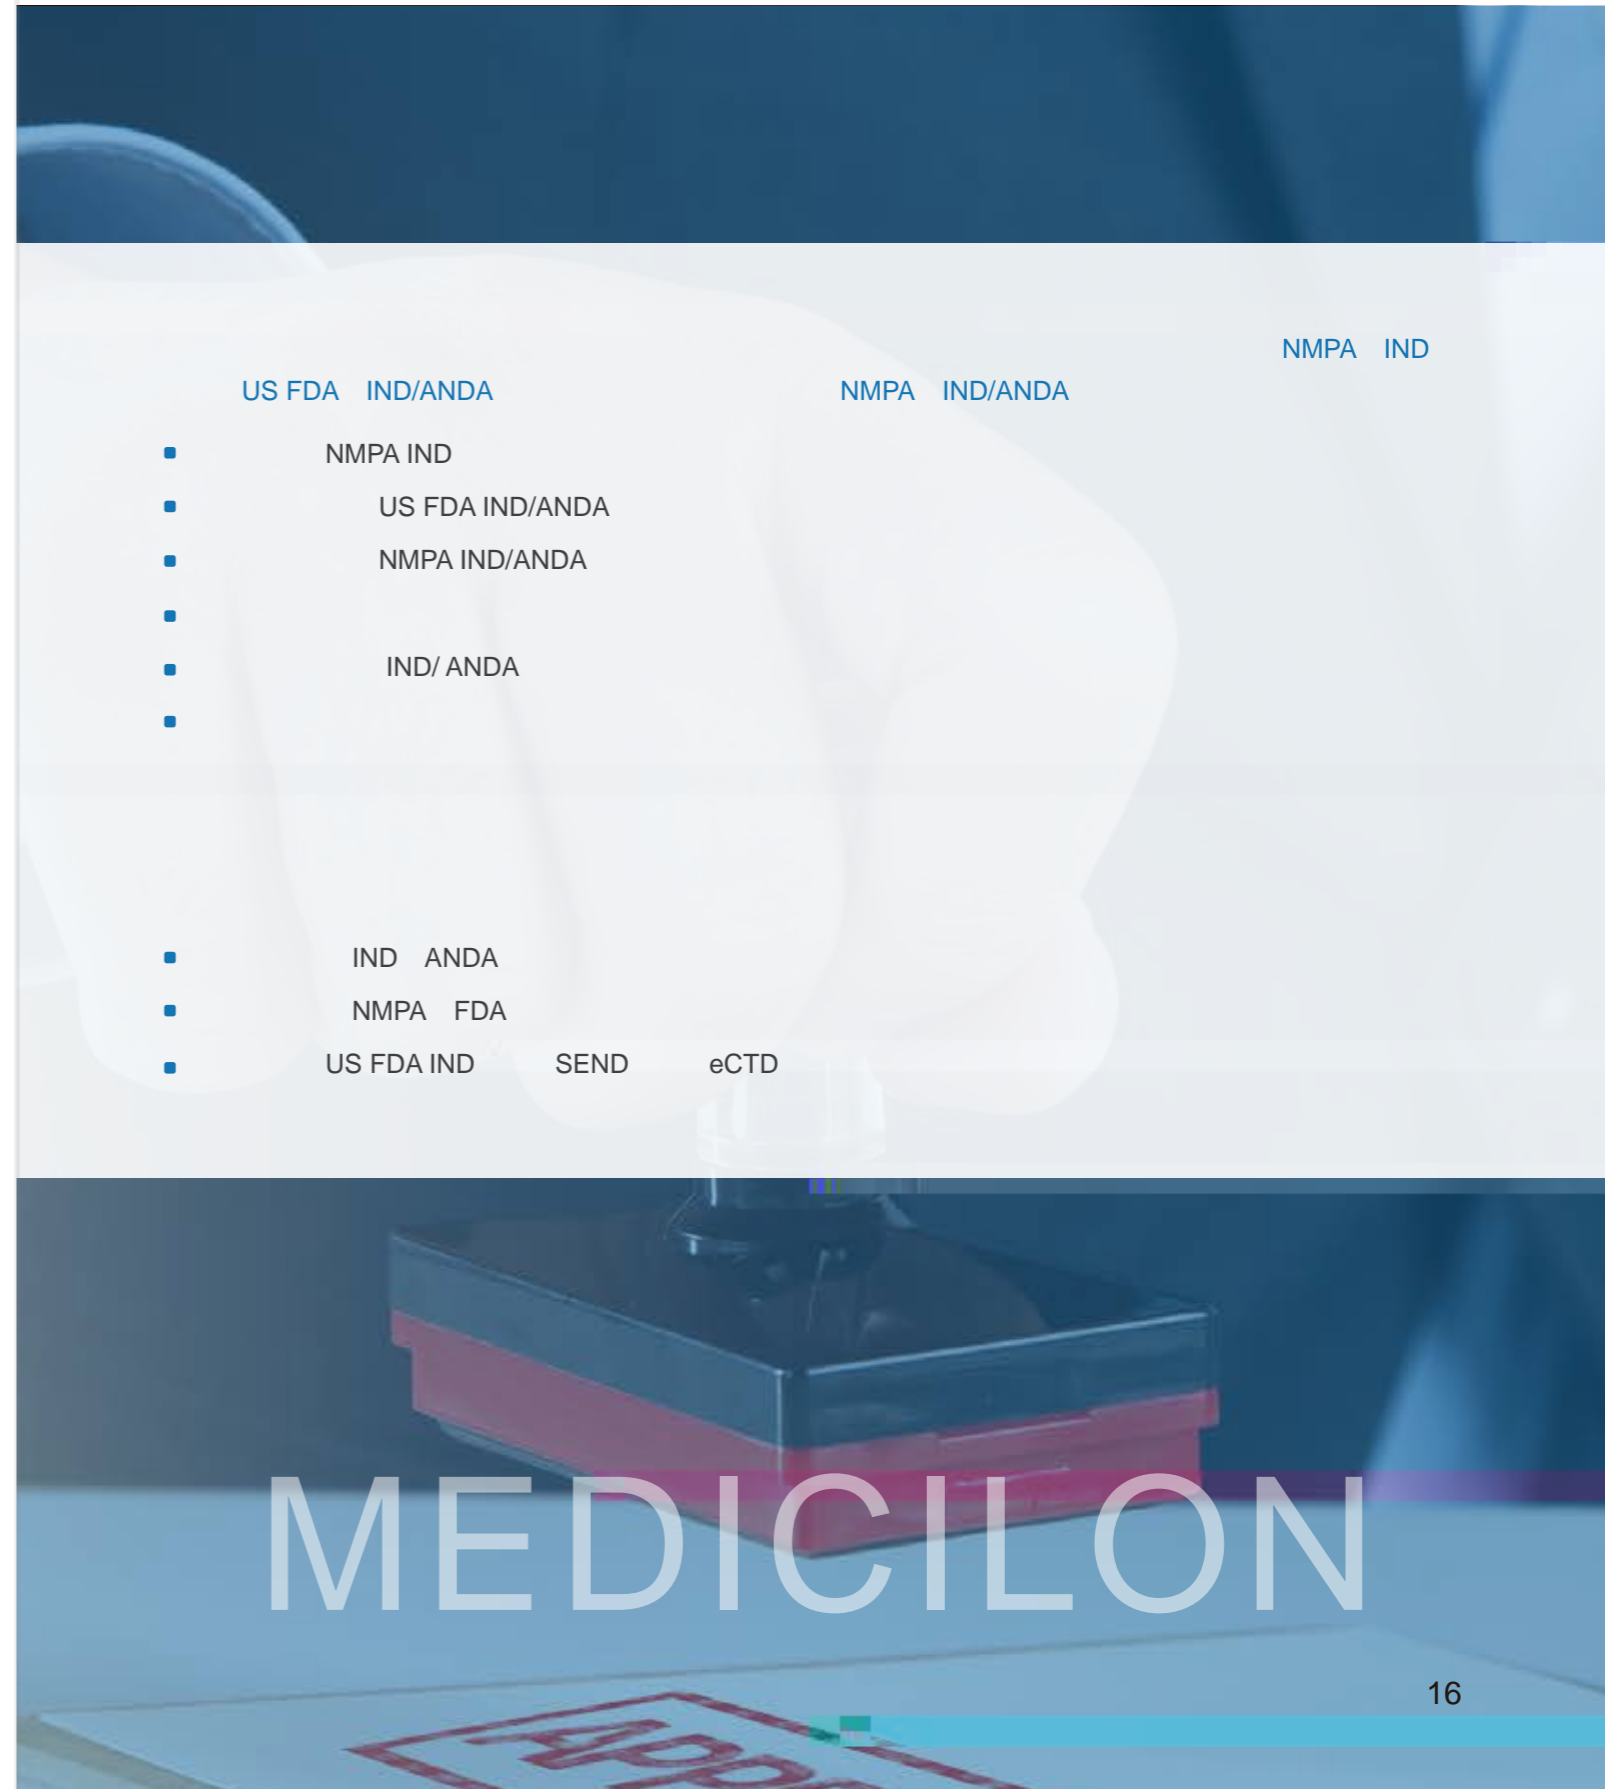 NMPA IND
US FDA IND/ANDA NMPA IND/ANDA
NMPA IND
US FDA IND/ANDA
NMPA IND/ANDA
IND/ ANDA
IND ANDA
NMPA FDA
US FDA IND SEND eCTD
MEDICILON
16